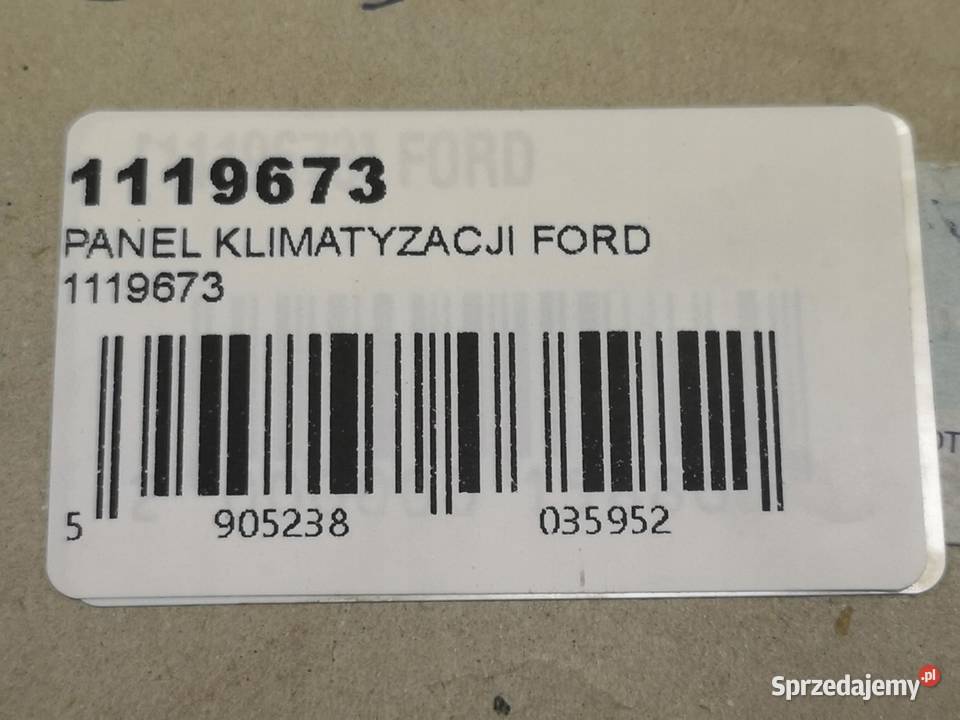 1119673
PANEL KLIMATYZACJI FORD
1119673
5 905238 035952
Sprzedajemy.pl